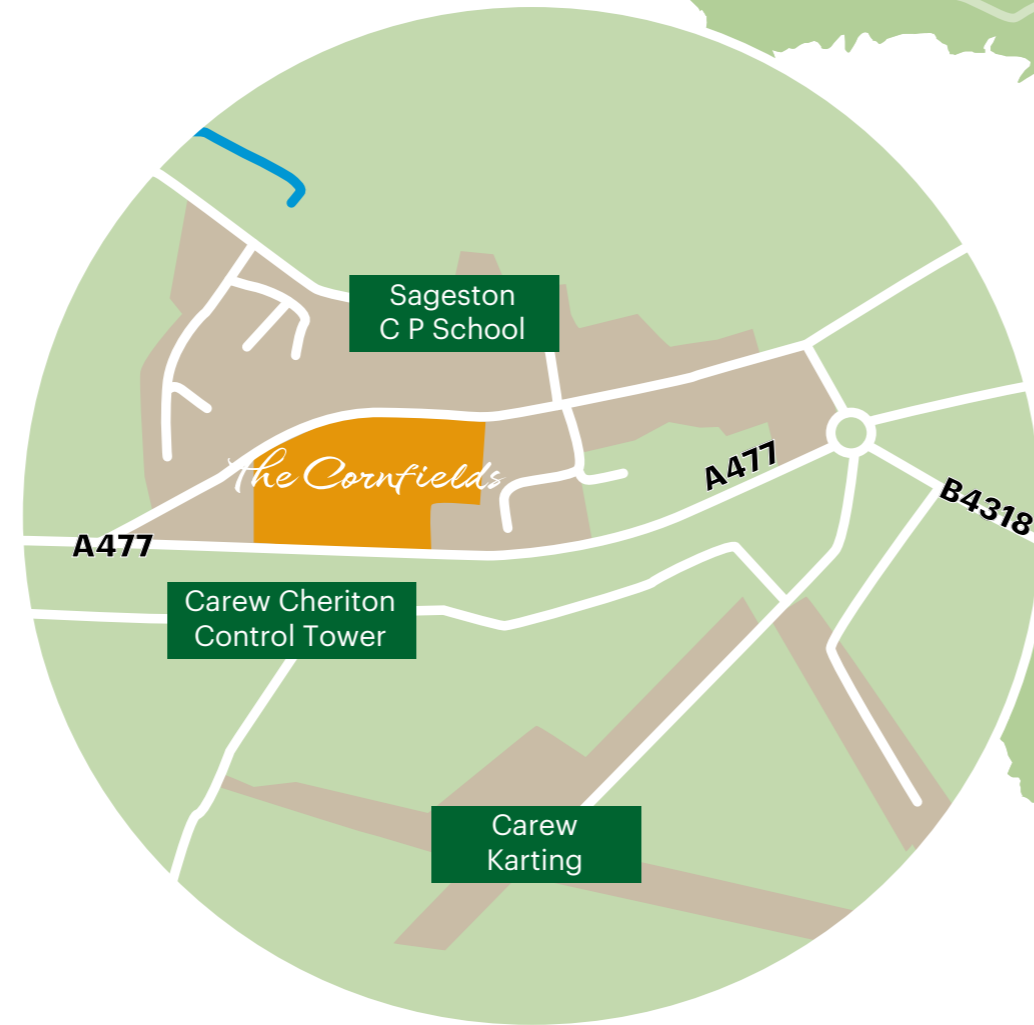 Sageston
C P School
The Cornfields
A477
A477
B4318
Carew Cheriton
Control Tower
Carew
Karting